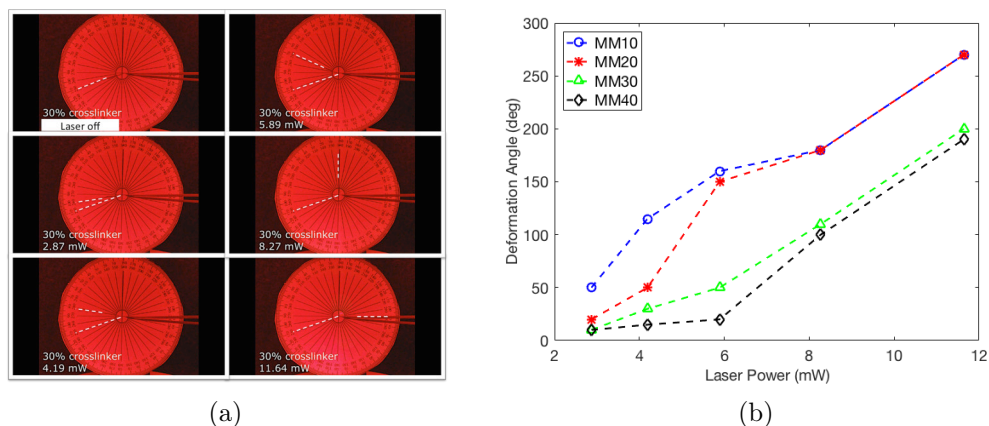 30% crosslinker
Laser off
30% crosslinker
5.89 mW
30% crosslinker
2.87 mW
30% crosslinker
8.27 mW
30% crosslinker
4.19 mW
30% crosslinker
11.64 mW
(a)
(b)
300
250
200
150
100
50
0
Deformation Angle (deg)
MM10
MM20
MM30
MM40
2
4
6
8
10
12
Laser Power (mW)